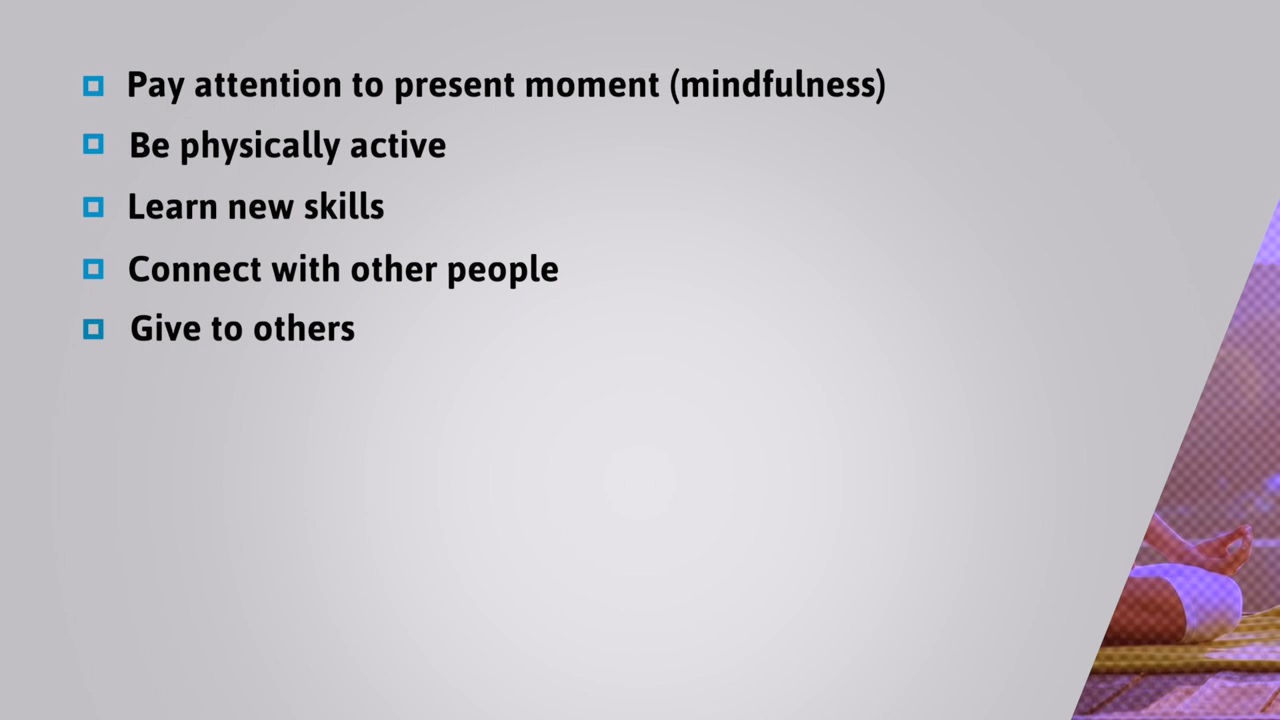 Pay attention to present moment (mindfulness)
Be physically active
Learn new skills
Connect with other people
Give to others